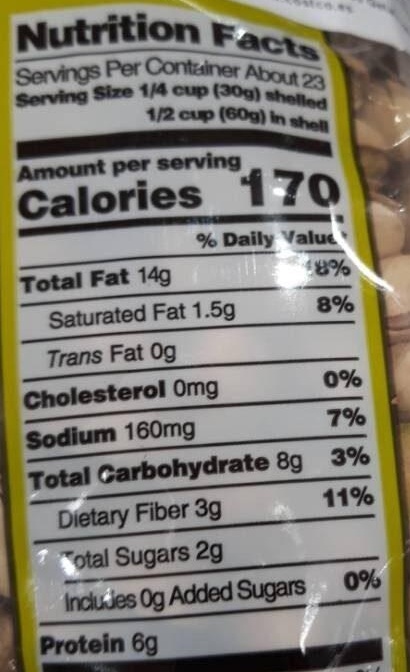 Nutrition Facts
Servings Per Container About 23
Serving Size 1/4 cup (30g) shelled
1/2 cup (60g) in shell
Amount per serving
Calories 170
% Daily Value
Total Fat 14g 18%
Saturated Fat 1.5g 8%
Trans Fat 0g
Cholesterol 0mg 0%
Sodium 160mg 7%
Total Carbohydrate 8g 3%
Dietary Fiber 3g 11%
Total Sugars 2g
Includes 0g Added Sugars 0%
Protein 6g